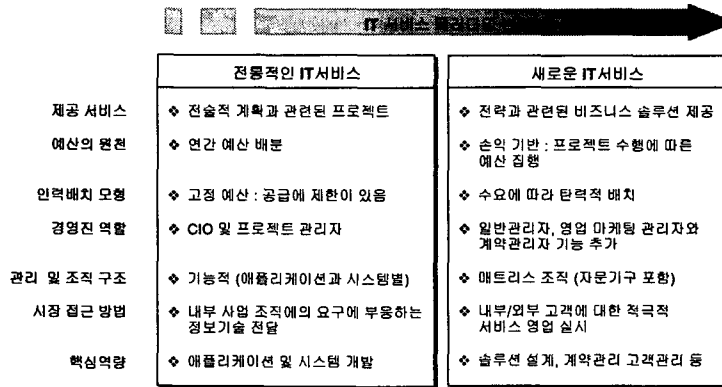 IT 서비스
전통적인 IT서비스
새로운 IT서비스
제공 서비스
❖ 전술적 계획과 관련된 프로젝트
❖ 전략과 관련된 비즈니스 솔루션 제공
예산의 원천
❖ 연간 예산 배분
❖ 손익 기반 : 프로젝트 수행에 따른
예산 집행
인력배치 모형
❖ 고정 예산 : 공급에 제한이 있음
❖ 수요에 따라 탄력적 배치
경영진 역할
❖ CIO 및 프로젝트 관리자
❖ 일반관리자, 영업 마케팅 관리자와
계약관리자 기능 추가
관리 및 조직 구조
❖ 기능적 (애플리케이션과 시스템별)
❖ 매트리스 조직 (자문기구 포함)
시장 접근 방법
❖ 내부 사업 조직에의 요구에 부응하는
정보기술 전달
❖ 내부/외부 고객에 대한 적극적
서비스 영업 실시
핵심역량
❖ 애플리케이션 및 시스템 개발
❖ 솔루션 설계, 계약관리 고객관리 등